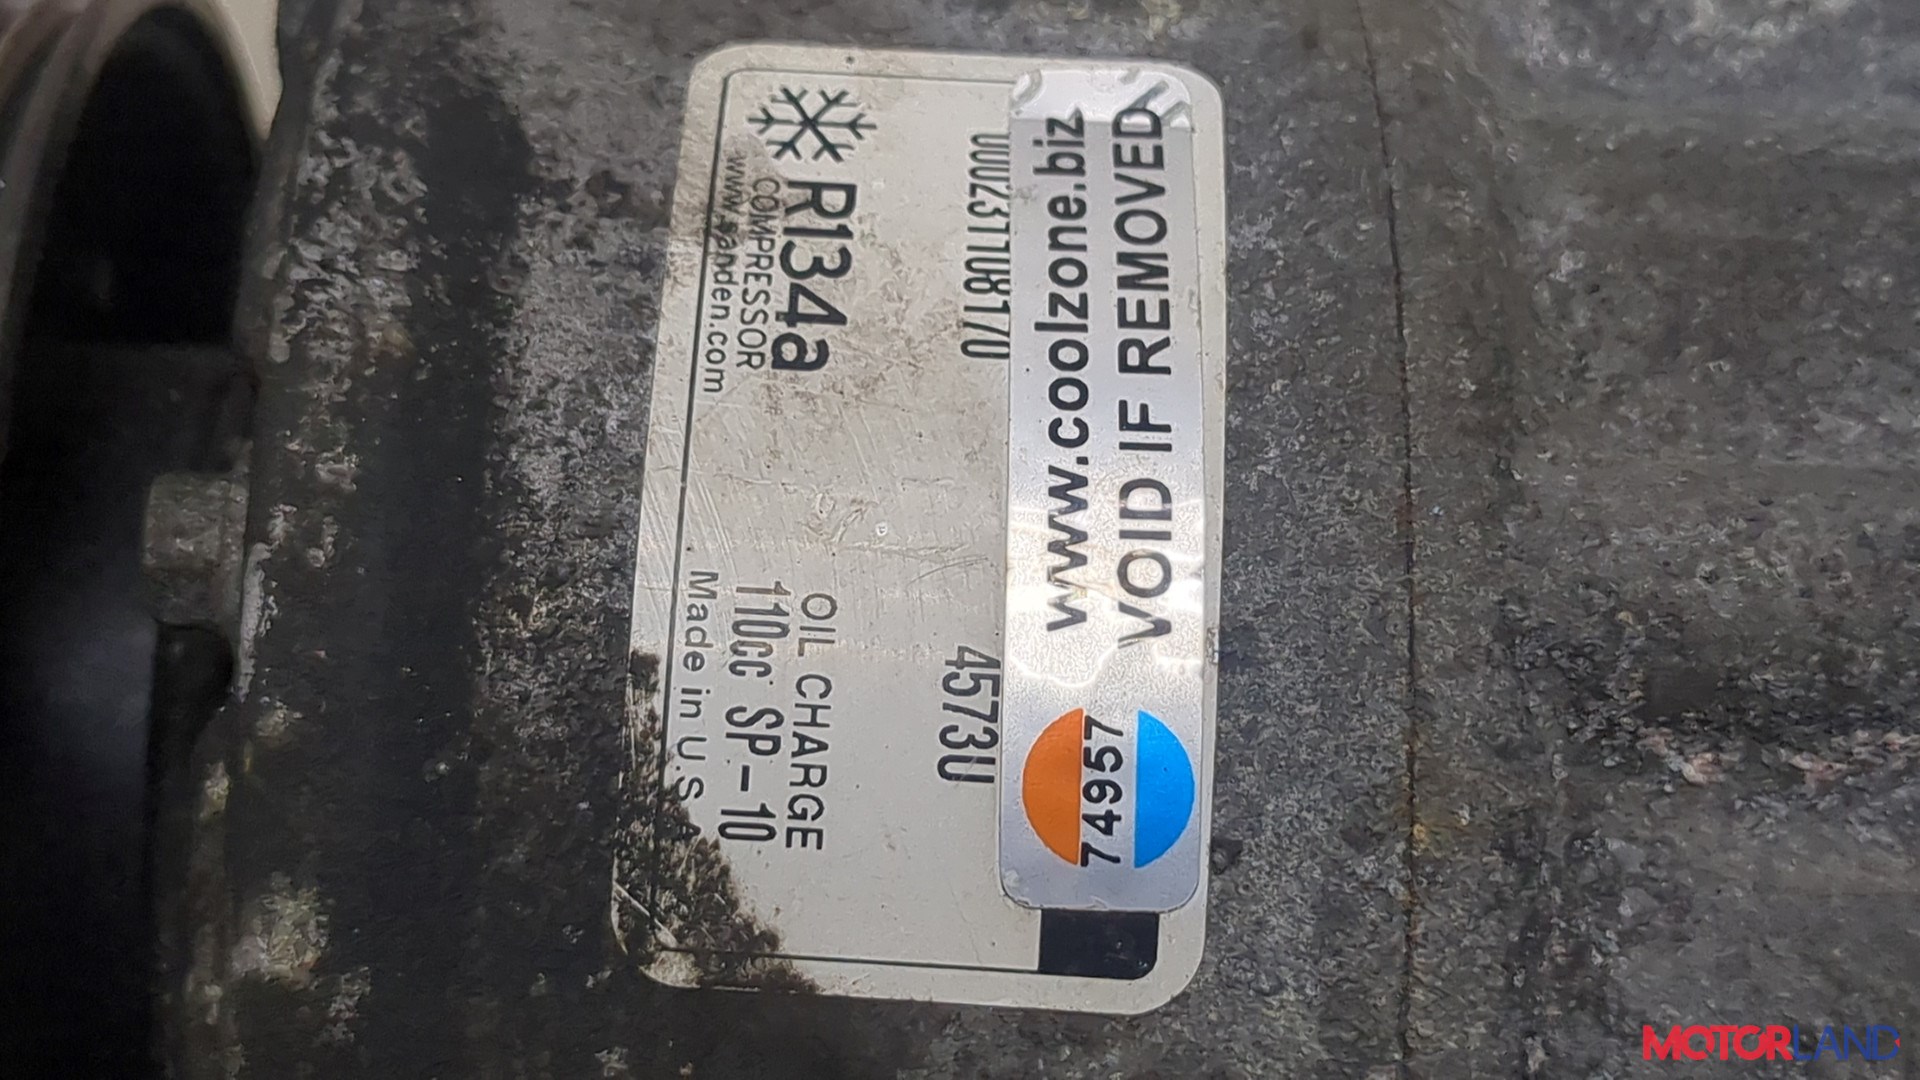 4573U
R134a
COMPRESSOR
www.sanden.com
OIL CHARGE
110cc SP-10
Made in U.S.A
www.coolzone.biz
74957
VOID IF REMOVED
MOTORLAND